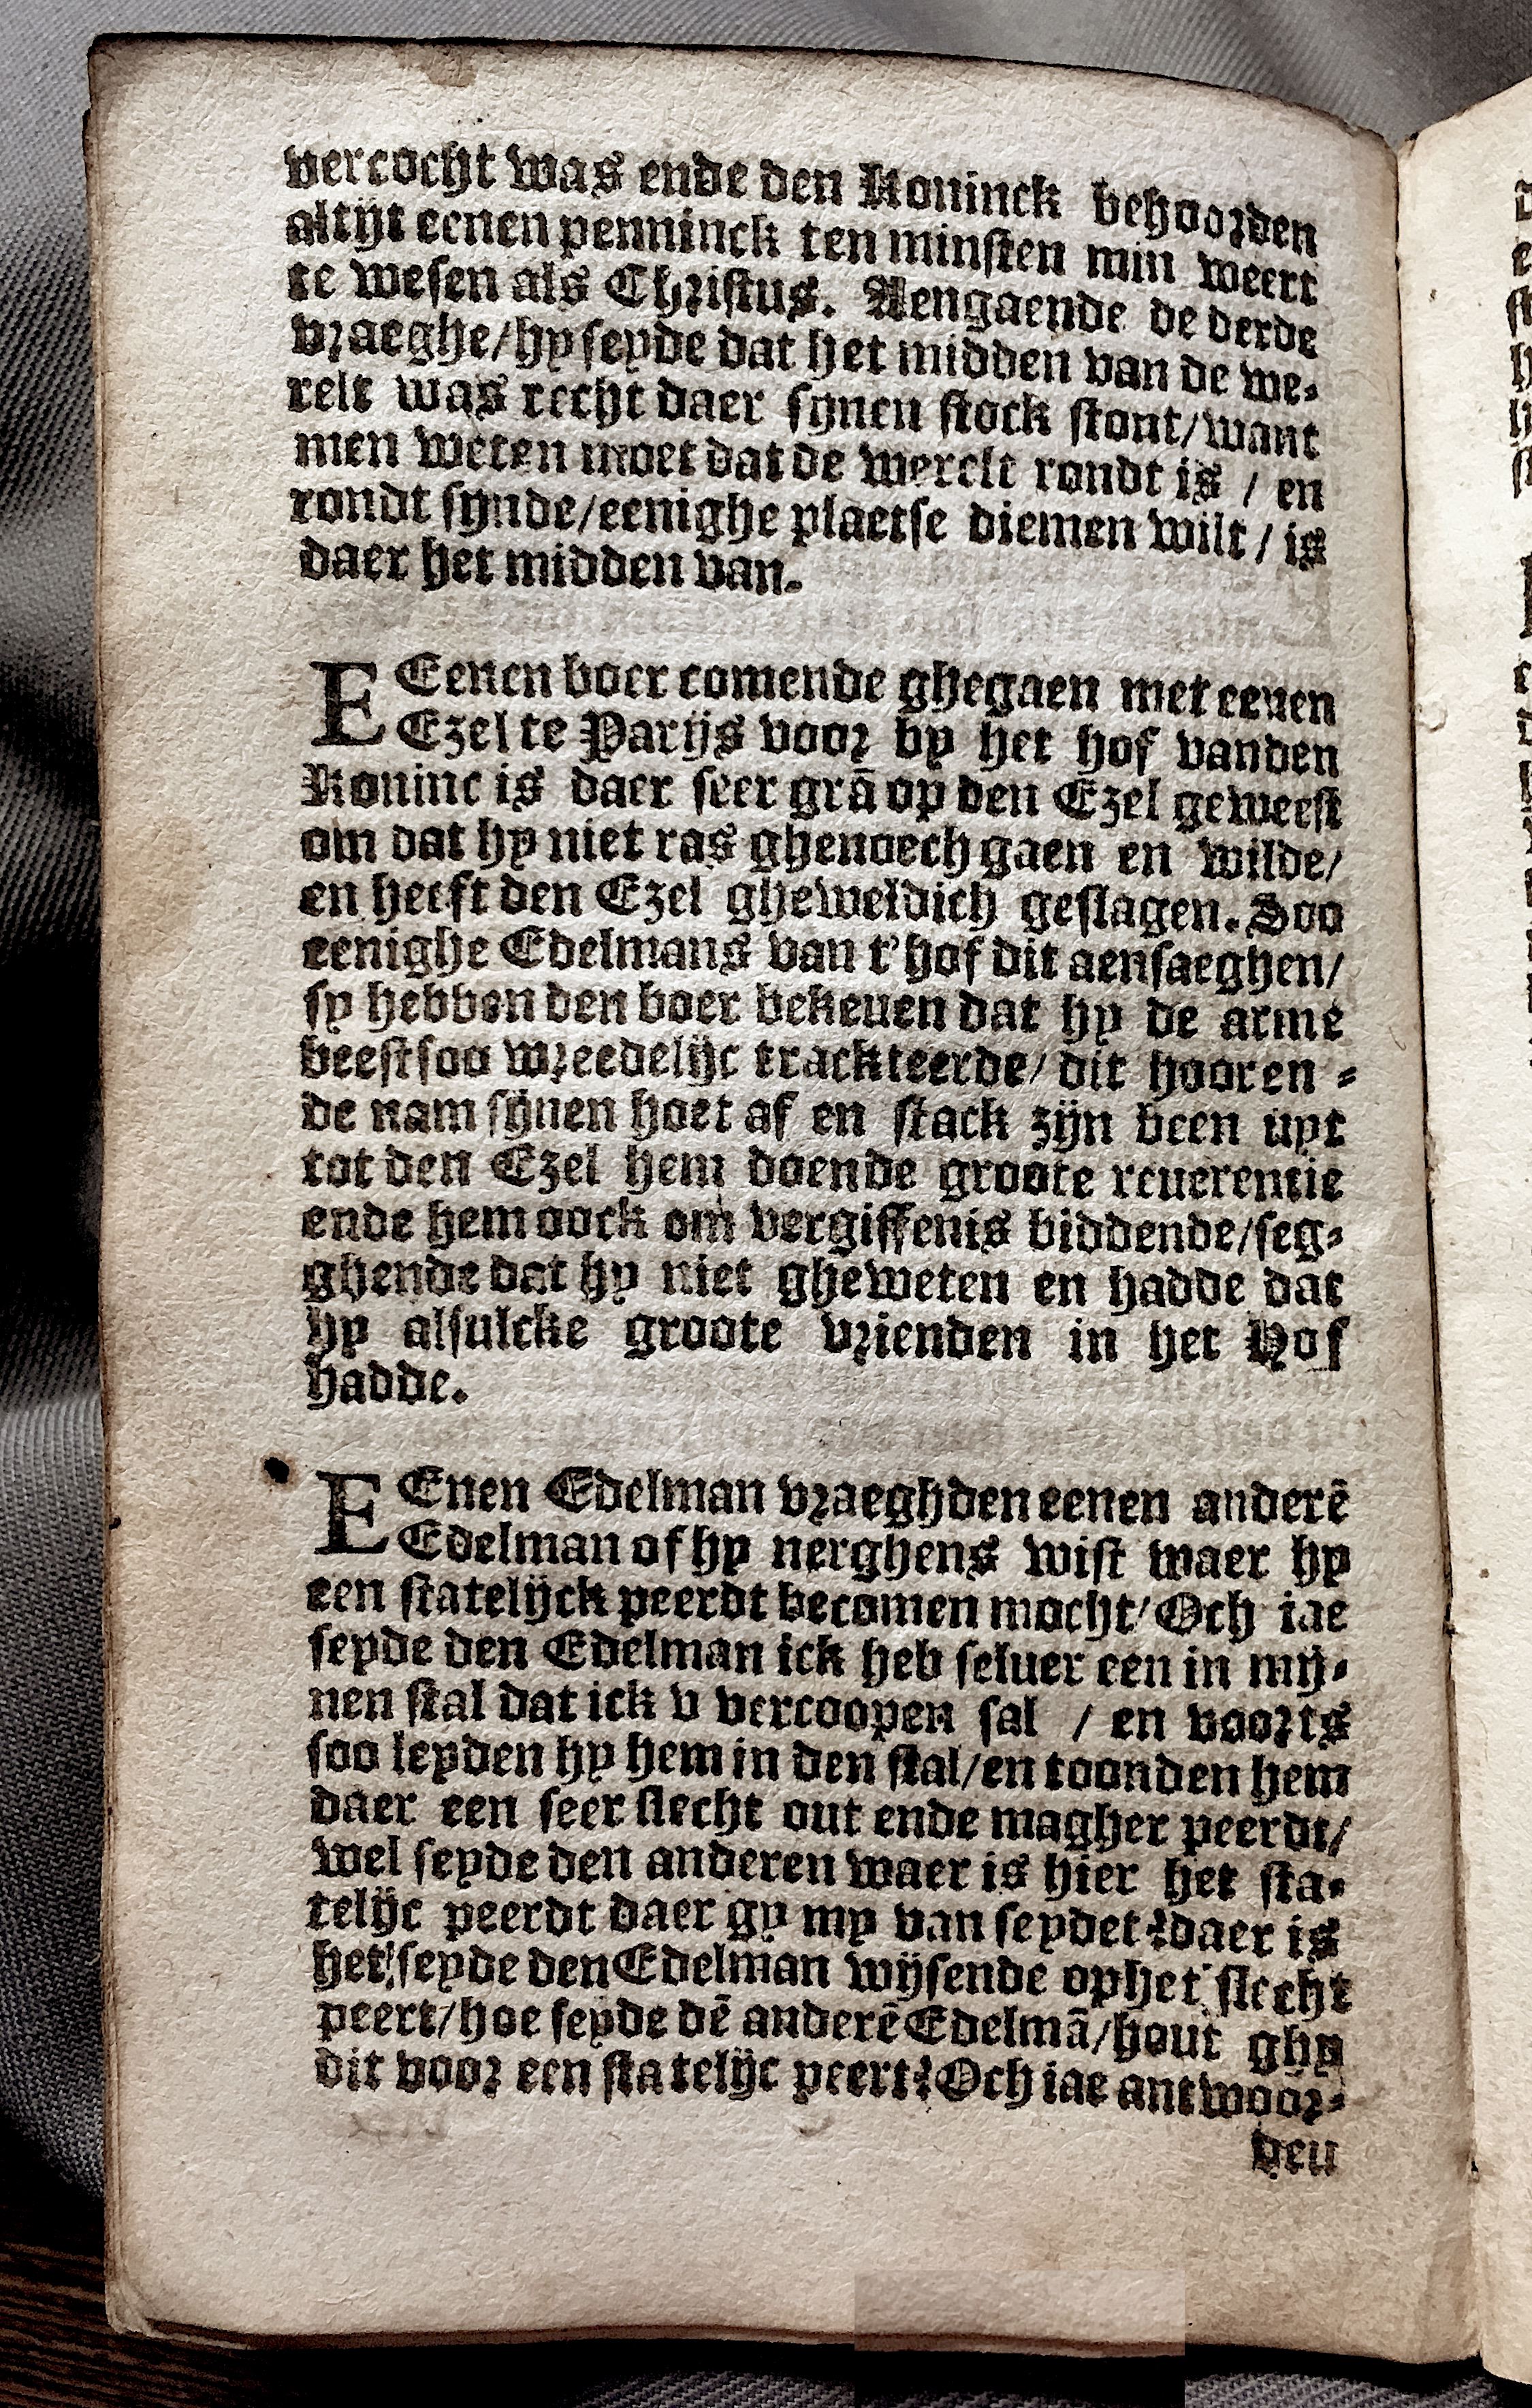 vercocht was ende den Koninck behoorden
altijt eenen penninck ten minsten min weert
te wesen als Christus. Aengaende de derde
vraeghe/hy seyde dat het midden van de we-
relt was recht daer synen stock stont/want
men weten moet dat de werelt rondt is / en
rondt synde/eenighe plaetse diemen wilt / is
daer het midden van.
EEenen boer comende ghegaen met eenen
Ezel te Parijs voor by het hof vanden
Koninc is daer seer grā op den Ezel geweest
om dat hy niet ras ghenoech gaen en wilde/
en heeft den Ezel gheweldich geslagen. Soo
eenighe Edelmans van t'hof dit aensaeghen/
sy hebben den boer bekeuen dat hy de arme
beest soo wreedelijc trackteerde/ dit hooren-
de nam sijnen hoet af en stack zijn been uyt
tot den Ezel hem doende groote reuerentie
ende hem oock om vergiffenis biddende/seg-
ghende dat hy niet gheweten en hadde dat
hy alsulcke groote vrienden in het Hof
hadde.
EEnen Edelman vraeghden eenen anderē
Edelman of hy nerghens wist waer hy
een statelijck peerdt becomen mocht/Och iae
seyde den Edelman ick heb seluer een in mij-
nen stal dat ick v vercoopen sal / en voorts
soo leyden hy hem in den stal/en toonden hem
daer een seer slecht out ende magher peerdt/
wel seyde den anderen waer is hier het sta-
telijc peerdt daer gy my van seydet?daer is
het!seyde den Edelman wijsende op het slecht
peert/hoe seyde dē anderē Edelmā/hout ghy
dit voor een statelijc peert?Och iae antwoor-
den